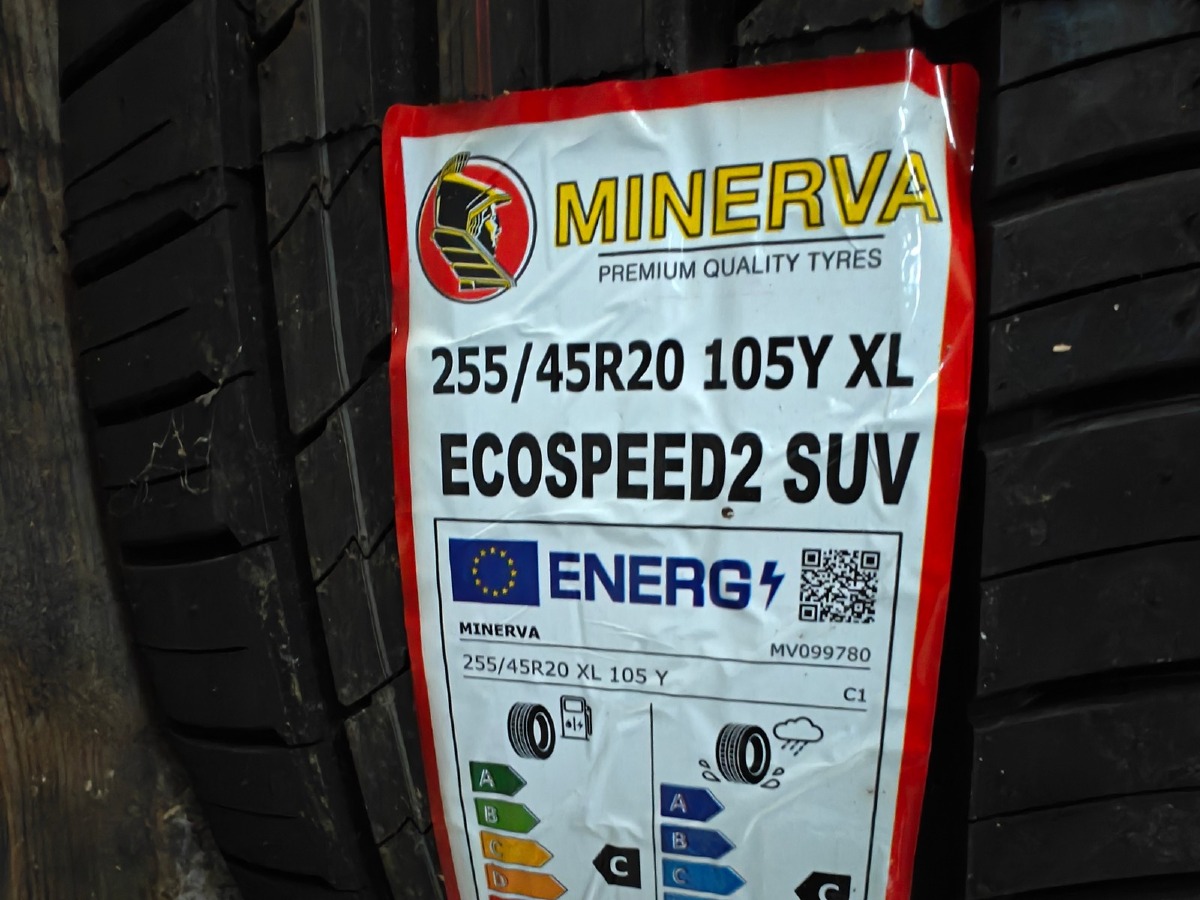 MINERVA
PREMIUM QUALITY TYRES
255/45R20 105Y XL
ECOSPEED2 SUV
ENERG
MINERVA
MV099780
255/45R20 XL 105 Y
C1
A
B
C
D
C
A
B
C
C